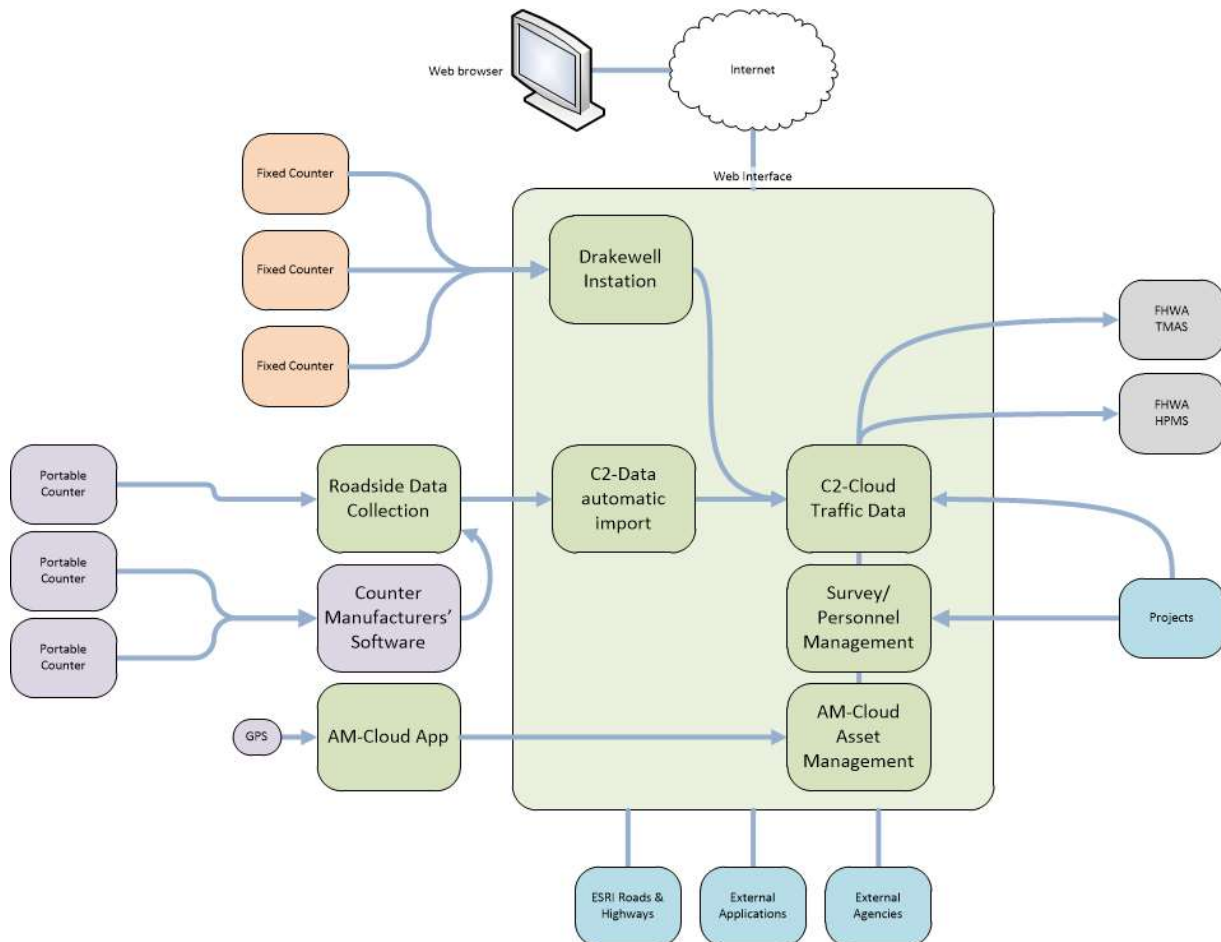 Web browser
Internet
Web Interface
Fixed Counter
Fixed Counter
Fixed Counter
Drakewell
Instation
FHWA
TMAS
FHWA
HPMS
Portable
Counter
Roadside Data
Collection
C2-Data
automatic
import
C2-Cloud
Traffic Data
Portable
Counter
Counter
Manufacturers'
Software
Survey/
Personnel
Management
Projects
Portable
Counter
GPS
AM-Cloud App
AM-Cloud
Asset
Management
ESRI Roads &
Highways
External
Applications
External
Agencies